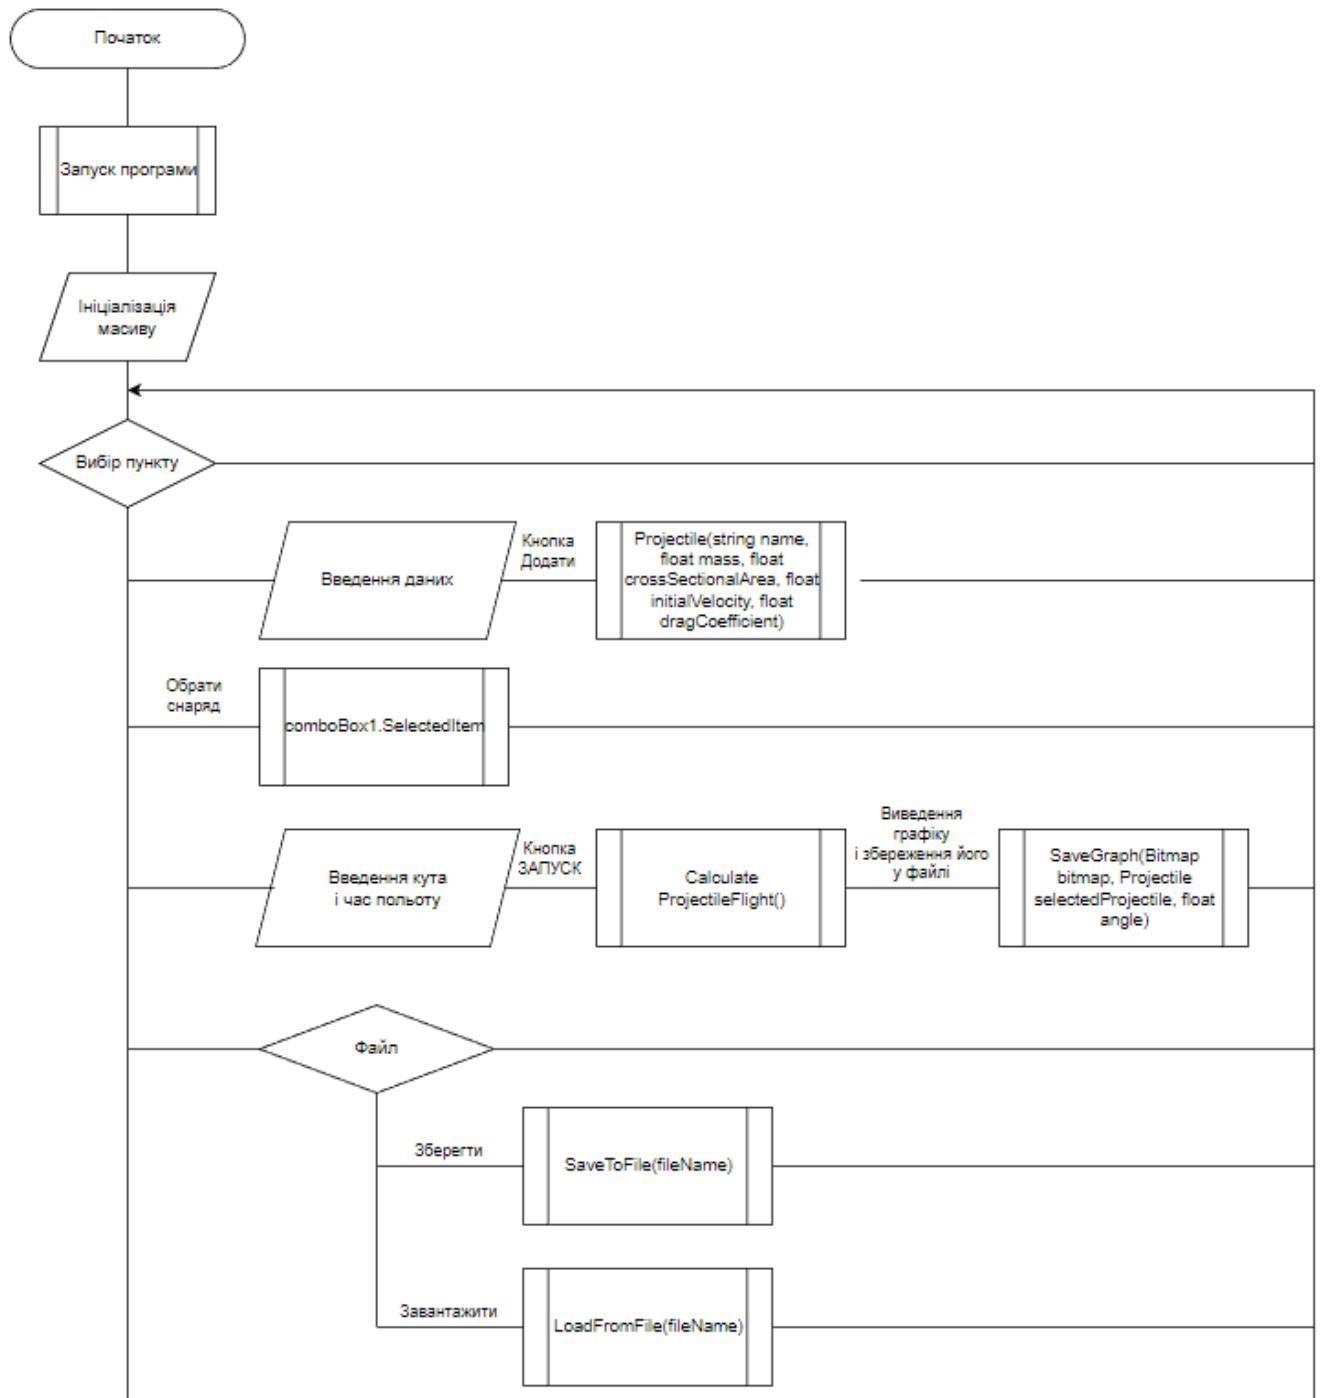 Початок
Запуск програми
Ініціалізація
масиву
Вибір пункту
Введення даних
Кнопка
Додати
Projectile(string name,
float mass, float
crossSectionalArea, float
initialVelocity, float
dragCoefficient)
Обрати
снаряд
comboBox1.SelectedItem
Введення кута
і час польоту
Кнопка
ЗАПУСК
Calculate
ProjectileFlight()
Виведення
графіку
і збереження його
у файлі
SaveGraph(Bitmap
bitmap, Projectile
selectedProjectile, float
angle)
Файл
Зберегти
SaveToFile(fileName)
Завантажити
LoadFromFile(fileName)